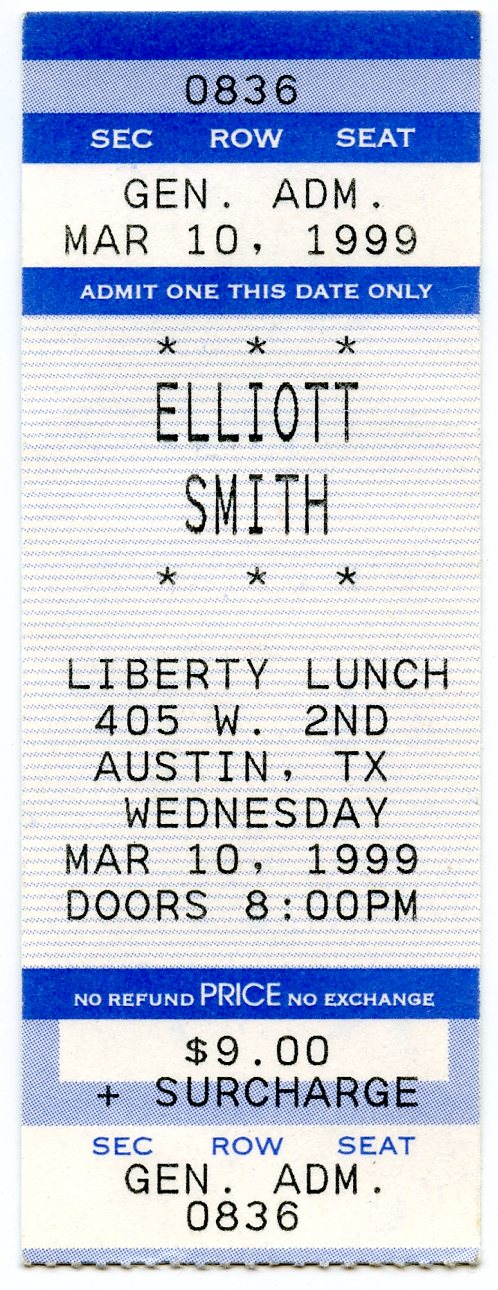 0836
SEC ROW SEAT
GEN. ADM.
MAR 10, 1999
ADMIT ONE THIS DATE ONLY
* * *
ELLIOTT
SMITH
* * *
LIBERTY LUNCH
405 W. 2ND
AUSTIN, TX
WEDNESDAY
MAR 10, 1999
DOORS 8:00PM
NO REFUND PRICE NO EXCHANGE
$9.00
+ SURCHARGE
SEC ROW SEAT
GEN. ADM.
0836